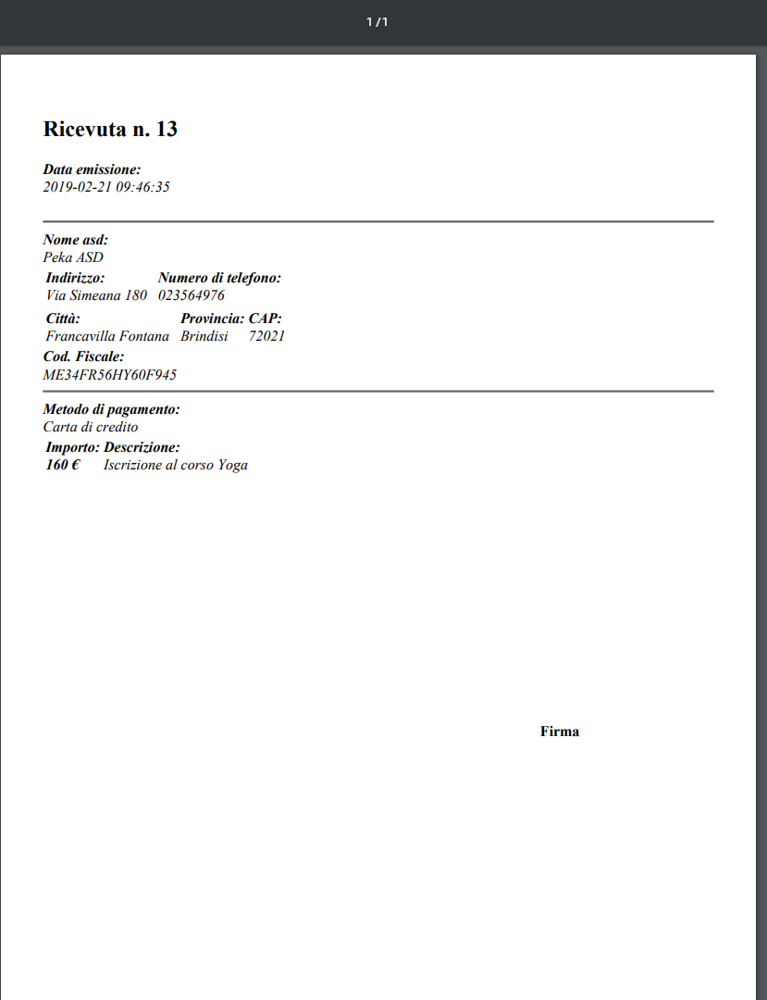 1 / 1
Ricevuta n. 13
Data emissione:
2019-02-21 09:46:35
Nome asd:
Peka ASD
Indirizzo: Numero di telefono:
Via Simeana 180 023564976
Città: Provincia: CAP:
Francavilla Fontana Brindisi 72021
Cod. Fiscale:
ME34FR56HY60F945
Metodo di pagamento:
Carta di credito
Importo: Descrizione:
160 € Iscrizione al corso Yoga
Firma